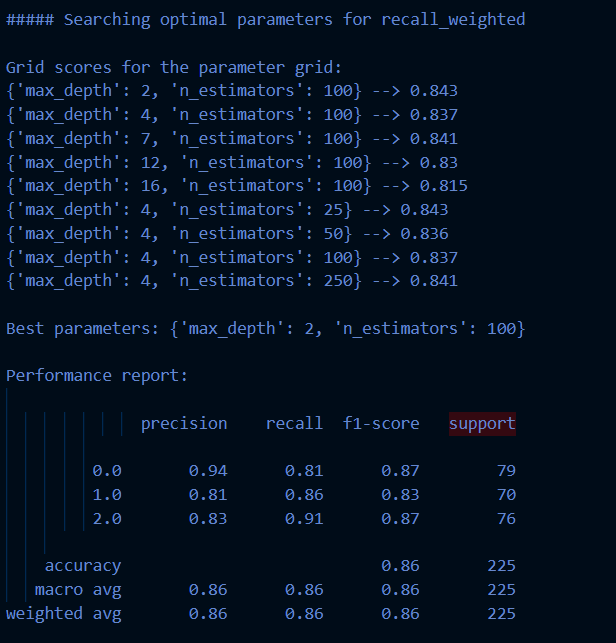 ##### Searching optimal parameters for recall_weighted
Grid scores for the parameter grid:
{'max_depth': 2, 'n_estimators': 100} --> 0.843
{'max_depth': 4, 'n_estimators': 100} --> 0.837
{'max_depth': 7, 'n_estimators': 100} --> 0.841
{'max_depth': 12, 'n_estimators': 100} --> 0.83
{'max_depth': 16, 'n_estimators': 100} --> 0.815
{'max_depth': 4, 'n_estimators': 25} --> 0.843
{'max_depth': 4, 'n_estimators': 50} --> 0.836
{'max_depth': 4, 'n_estimators': 100} --> 0.837
{'max_depth': 4, 'n_estimators': 250} --> 0.841
Best parameters: {'max_depth': 2, 'n_estimators': 100}
Performance report:
precision recall f1-score support
0.0 0.94 0.81 0.87 79
1.0 0.81 0.86 0.83 70
2.0 0.83 0.91 0.87 76
accuracy 0.86 225
macro avg 0.86 0.86 0.86 225
weighted avg 0.86 0.86 0.86 225